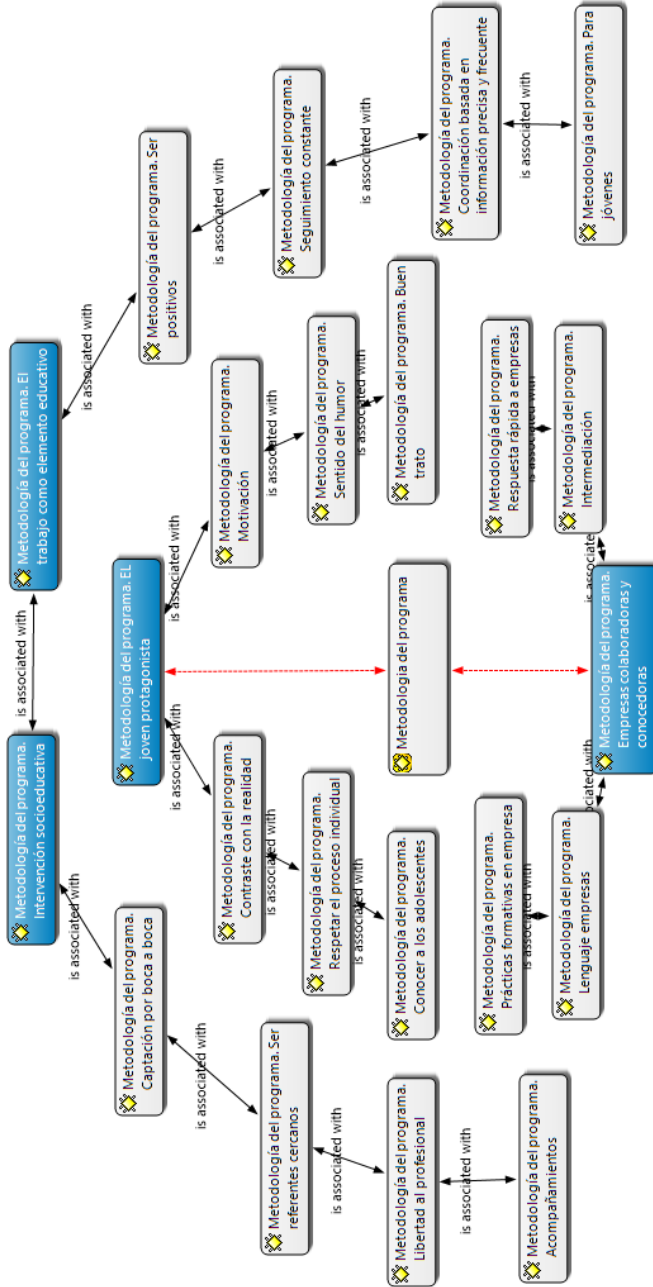 Metodología del programa.
Intervención socioeducativa
is associated with
Metodología del programa. El
trabajo como elemento educativo
is associated with
is associated with
Metodología del programa.
Captación por boca a boca
Metodología del programa. EL
joven protagonista
Metodología del programa. Ser
positivos
is associated with
is associated with
is associated with
is associated with
Metodología del programa.
Contraste con la realidad
Metodología del programa.
Motivación
Metodología del programa. Ser
referentes cercanos
is associated with
is associated with
Metodología del programa.
Seguimiento constante
Metodología del programa.
Respetar el proceso individual
Metodología del programa.
Sentido del humor
is associated with
is associated with
is associated with
is associated with
Metodología del programa.
Libertad al profesional
Metodología del programa.
Conocer a los adolescentes
Metodología del programa
Metodología del programa. Buen
trato
Metodología del programa.
Coordinación basada en
información precisa y frecuente
is associated with
Metodología del programa.
Prácticas formativas en empresa
Metodología del programa.
Respuesta rápida a empresas
is associated with
is associated with
is associated with
Metodología del programa.
Acompañamientos
Metodología del programa.
Lenguaje empresas
Metodología del programa.
Intermediación
Metodología del programa. Para
jóvenes
ociated with
is associate
Metodología del programa.
Empresas colaboradoras y
conocedoras